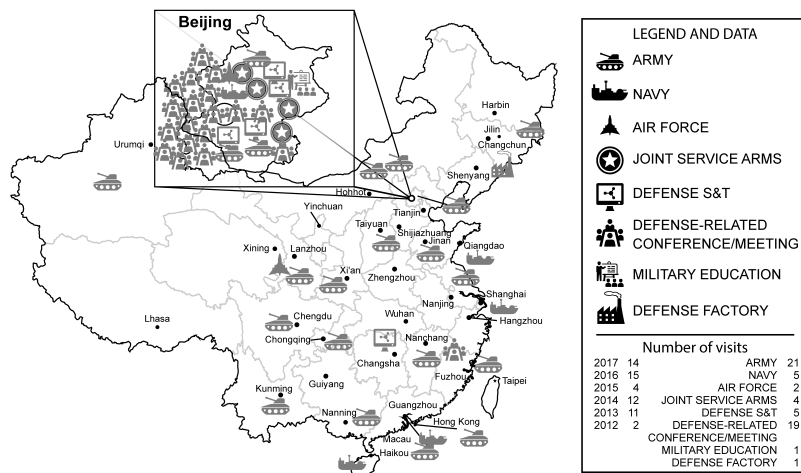 Beijing
Harbin
Jilin
Changchun
Urumqi
Shenyang
Hohhot
Yinchuan
Tianjin
Taiyuan
Shijiazhuang
Jinan
Xining
Lanzhou
Qiangdao
Xi'an
Zhengzhou
Nanjing
Shanghai
Lhasa
Chengdu
Wuhan
Hangzhou
Chongqing
Nanchang
Changsha
Fuzhou
Taipei
Kunming
Guiyang
Guangzhou
Nanning
Hong Kong
Macau
Haikou
LEGEND AND DATA
ARMY
NAVY
AIR FORCE
JOINT SERVICE ARMS
DEFENSE S&T
DEFENSE-RELATED
CONFERENCE/MEETING
MILITARY EDUCATION
DEFENSE FACTORY
Number of visits
2017 14 ARMY 21
2016 15 NAVY 5
2015 4 AIR FORCE 2
2014 12 JOINT SERVICE ARMS 4
2013 11 DEFENSE S&T 5
2012 2 DEFENSE-RELATED 19
CONFERENCE/MEETING
MILITARY EDUCATION 1
DEFENSE FACTORY 1